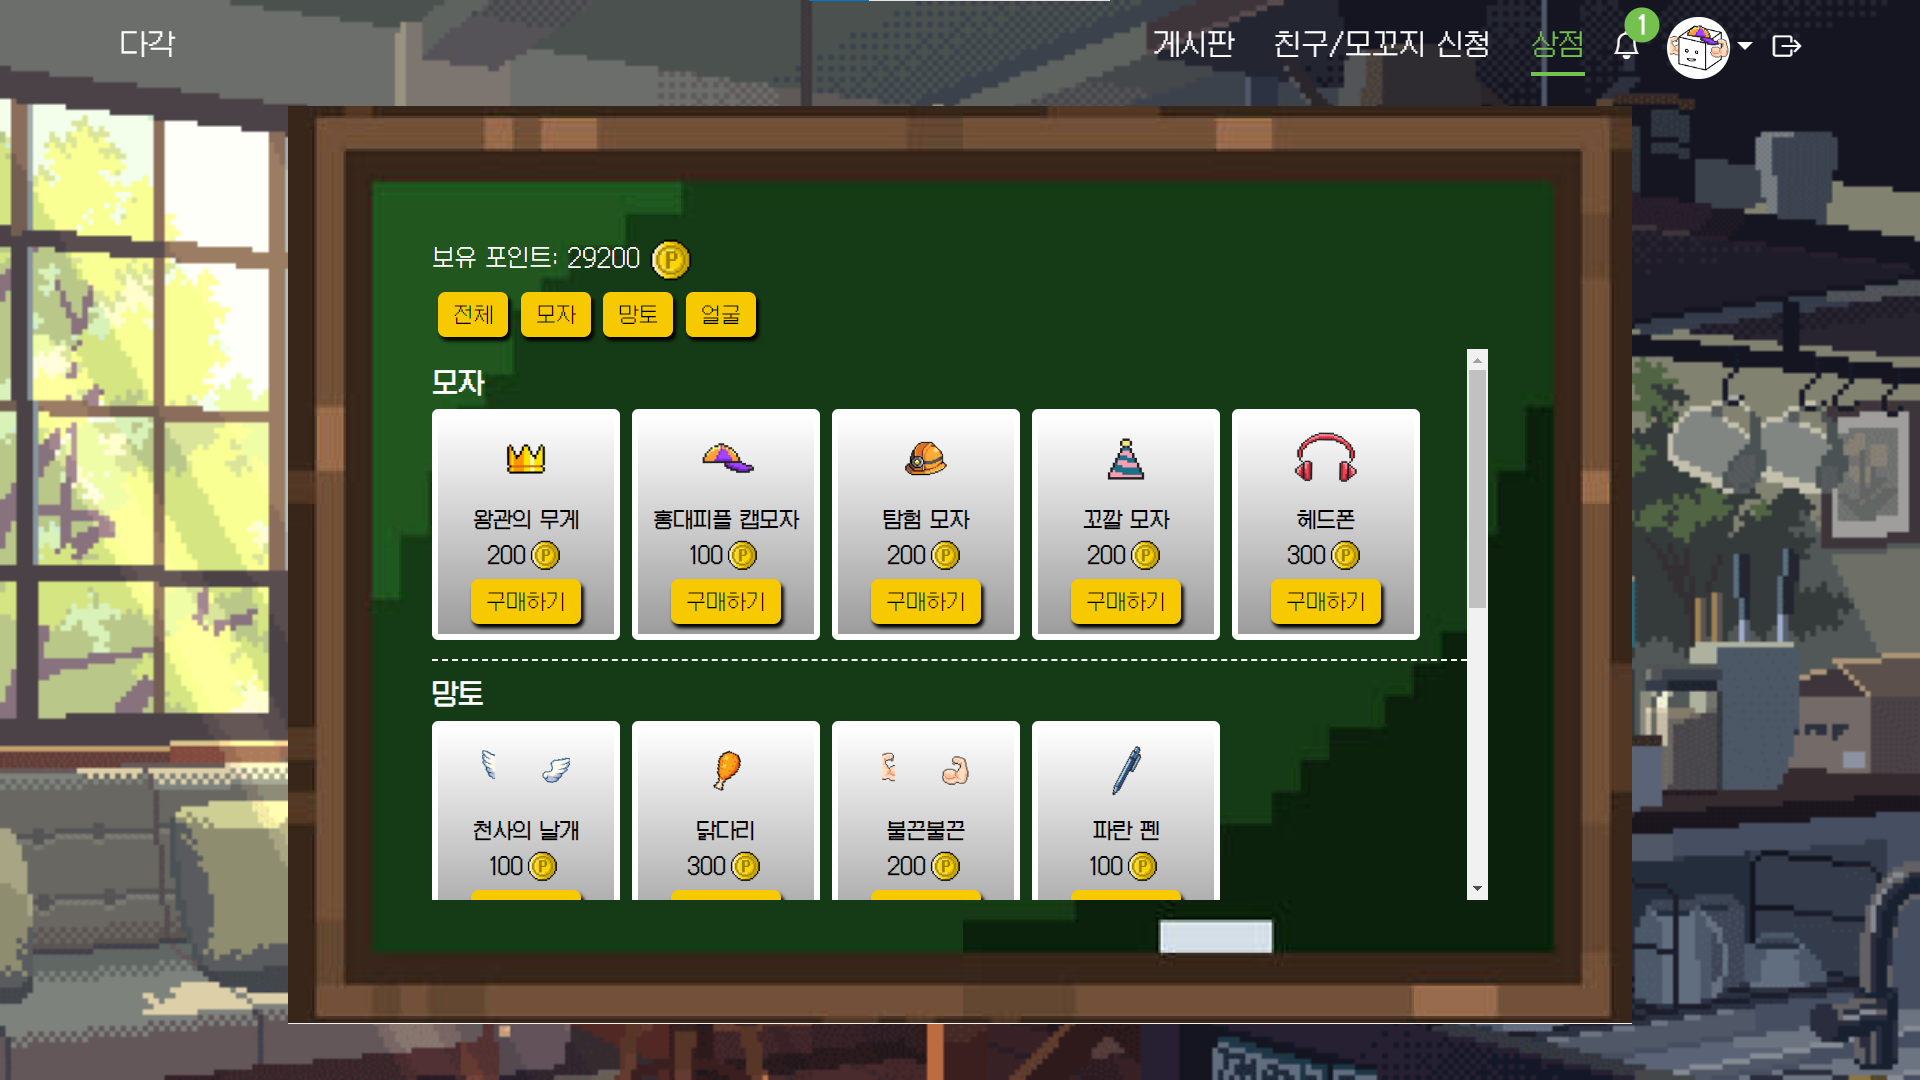 다각
게시판 친구/모꼬지 신청 상점 1
보유 포인트: 29200 P
전체 모자 망토 얼굴
모자
왕관의 무게 홍대피플 캡모자 탐험 모자 꼬깔 모자 헤드폰
200 P 100 P 200 P 200 P 300 P
구매하기 구매하기 구매하기 구매하기 구매하기
망토
천사의 날개 닭다리 불끈불끈 파란 펜
100 P 300 P 200 P 100 P